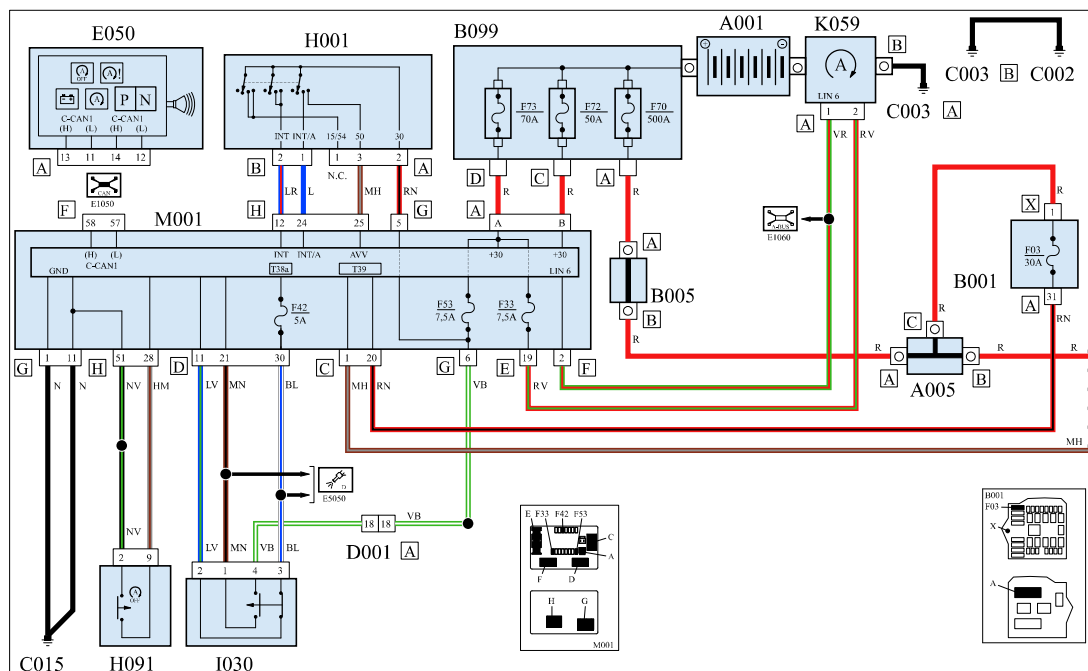 E050
H001
B099
A001
K059
C003 B C002
A
OFF
A !
A
P N
C-CAN1 C-CAN1
(H) (L) (H) (L)
13 11 14 12
A
CAN
E1050
INT INT/A 15/54 50 30
B 2 1 1 3 2 A
N.C.
LR L MH RN
F73
70A
F72
50A
F70
500A
D C A
R R R
+ -
A
LIN 6
B
C003 A
A 1 2
VR RV
F 58 57
M001
H 12 24 25 5 G
A A B
(H) (L)
C-CAN1
INT INT/A AVV
+30 +30
GND
T38a T39
LIN 6
F42
5A
F53
7,5A
F33
7,5A
A-BUS
E1060
A
B005
B
R
R
X 1
F03
30A
B001
A 31
RN
C
R R R
A B
A005
G 1 11 H 51 28 D 11 21 30 C 1 20 G 6 E 19 2 F
N N NV HM LV MN BL MH RN VB RV
MH
E5050
18 18 VB
D001 A
NV LV MN VB BL
2 9 2 1 4 3
A
OFF
C015 H091 I030
E F33 F42 F53
C
A
F D
H G
M001
B001
F03
X
A